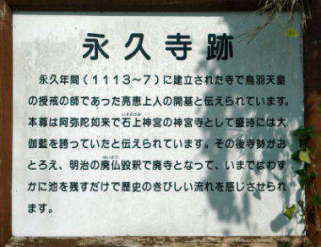 永久寺跡
永久年間（1113～7）に建立された寺で鳥羽天皇
の授戒の師であった亮恵上人の開基と伝えられています。
本尊は阿弥陀如来で石上神宮の神宮寺として盛時には大
伽藍を誇っていたと伝えられています。その後寺勢がお
とろえ、明治の廃仏毀釈で廃寺となって、いまではわず
かに池を残すだけで歴史のきびしい流れを感じさせられ
ます。